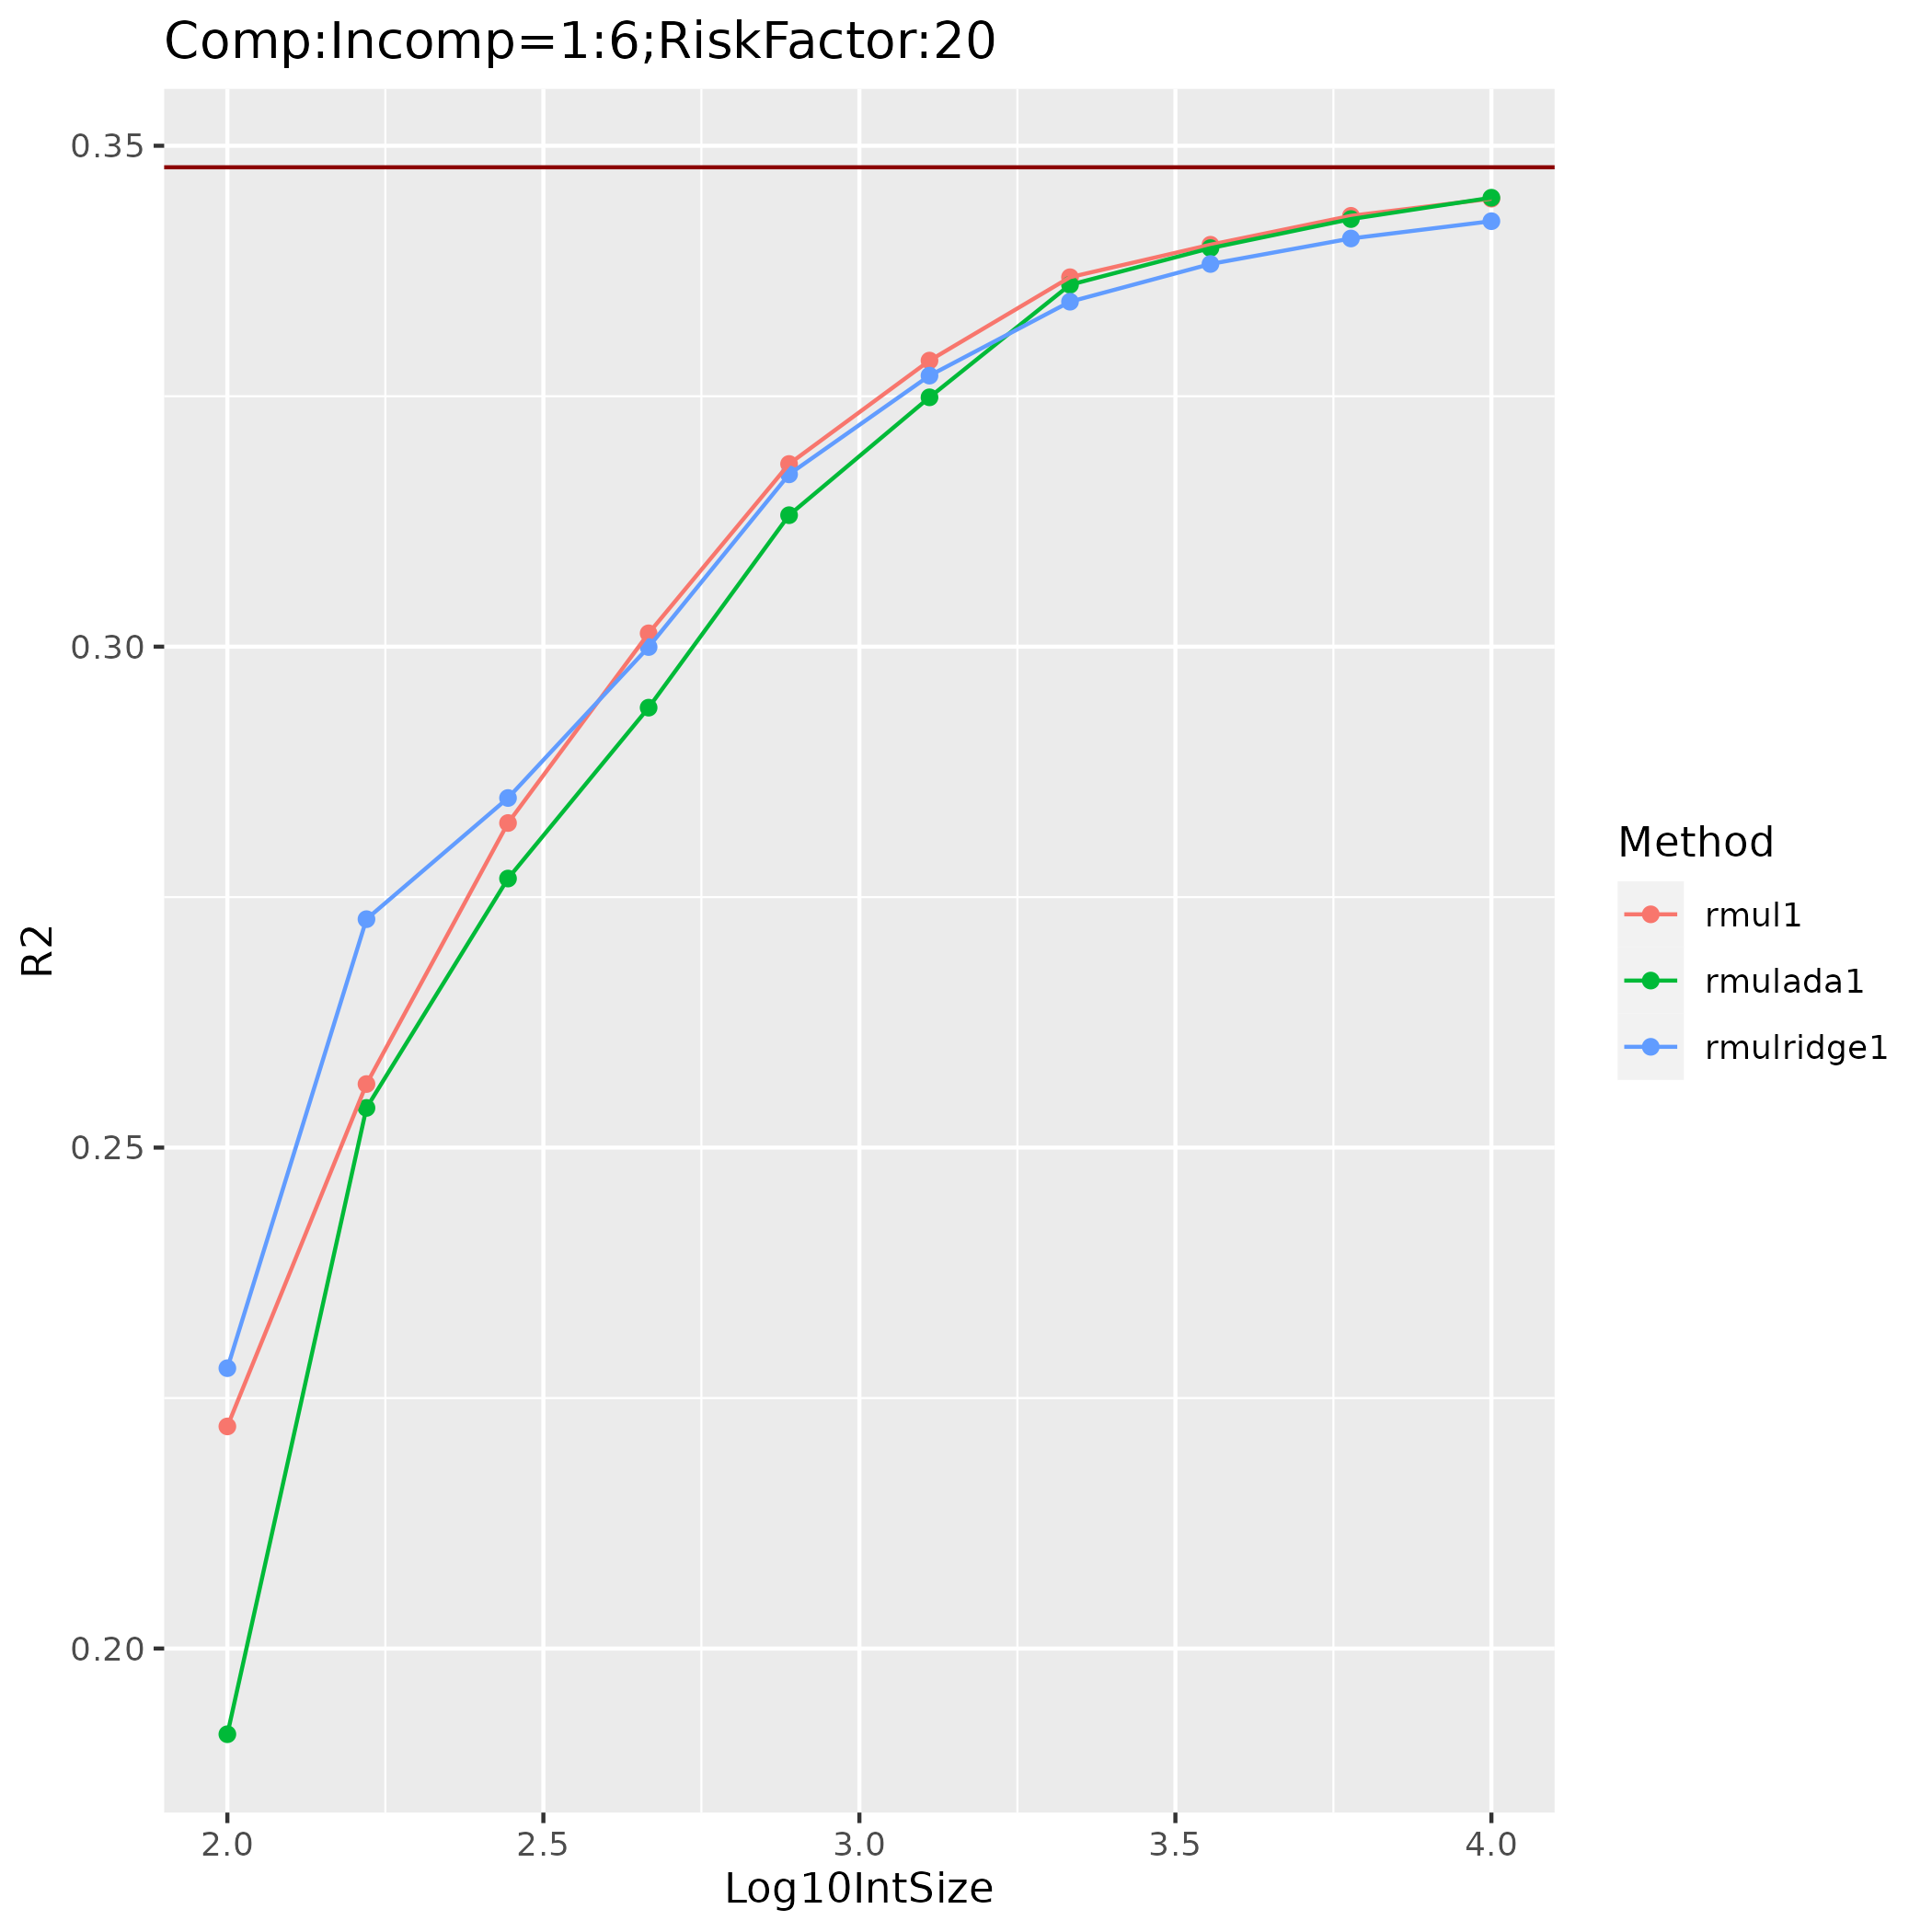 Comp:Incomp=1:6;RiskFactor:20
0.35
0.30
0.25
0.20
R2
2.0 2.5 3.0 3.5 4.0
Log10IntSize
Method
rmul1
rmulada1
rmulridge1